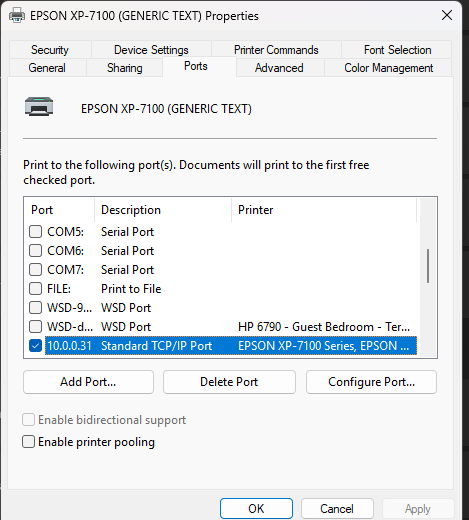 EPSON XP-7100 (GENERIC TEXT) Properties
Security Device Settings Printer Commands Font Selection
General Sharing Ports Advanced Color Management
EPSON XP-7100 (GENERIC TEXT)
Print to the following port(s). Documents will print to the first free
checked port.
Port Description Printer
COM5: Serial Port
COM6: Serial Port
COM7: Serial Port
FILE: Print to File
WSD-9... WSD Port
WSD-d... WSD Port HP 6790 - Guest Bedroom - Ter...
10.0.0.31 Standard TCP/IP Port EPSON XP-7100 Series, EPSON ...
Add Port... Delete Port Configure Port...
Enable bidirectional support
Enable printer pooling
OK Cancel Apply